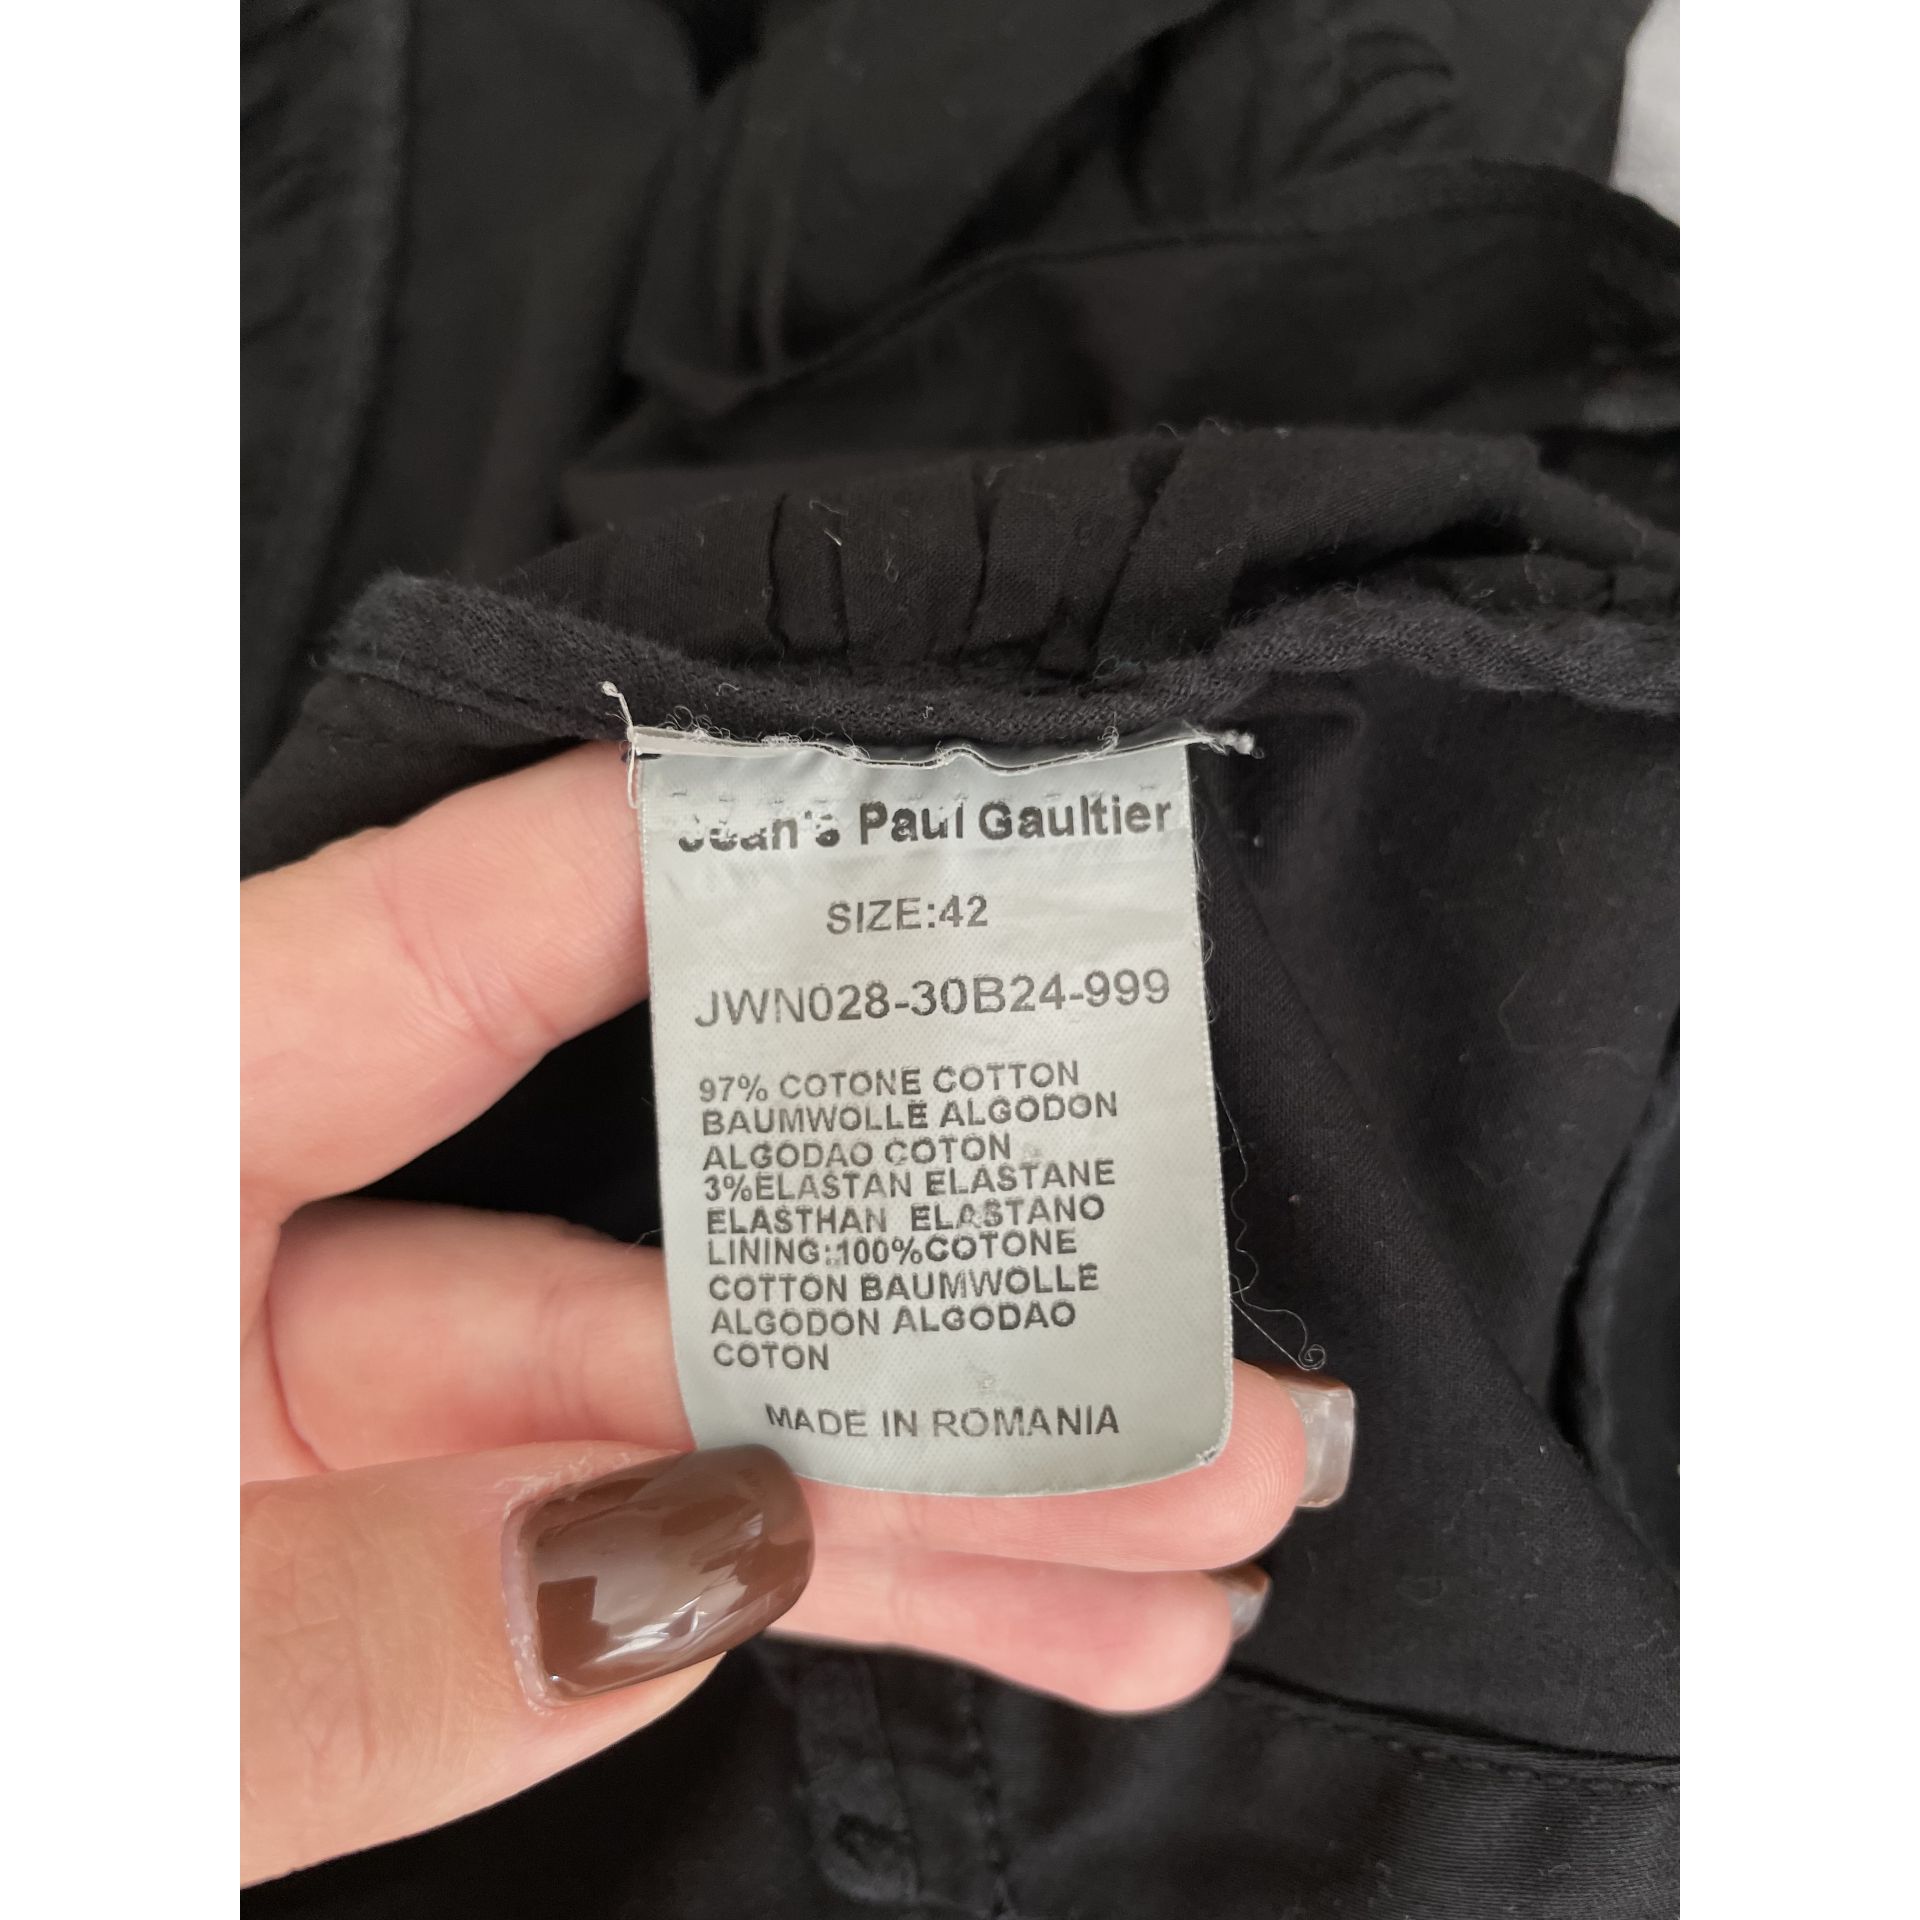 Jean's Paul Gaultier
SIZE:42
JWN028-30B24-999
97% COTONE COTTON
BAUMWOLLE ALGODON
ALGODAO COTON
3%ELASTAN ELASTANE
ELASTHAN ELASTANO
LINING:100%COTONE
COTTON BAUMWOLLE
ALGODON ALGODAO
COTON
MADE IN ROMANIA